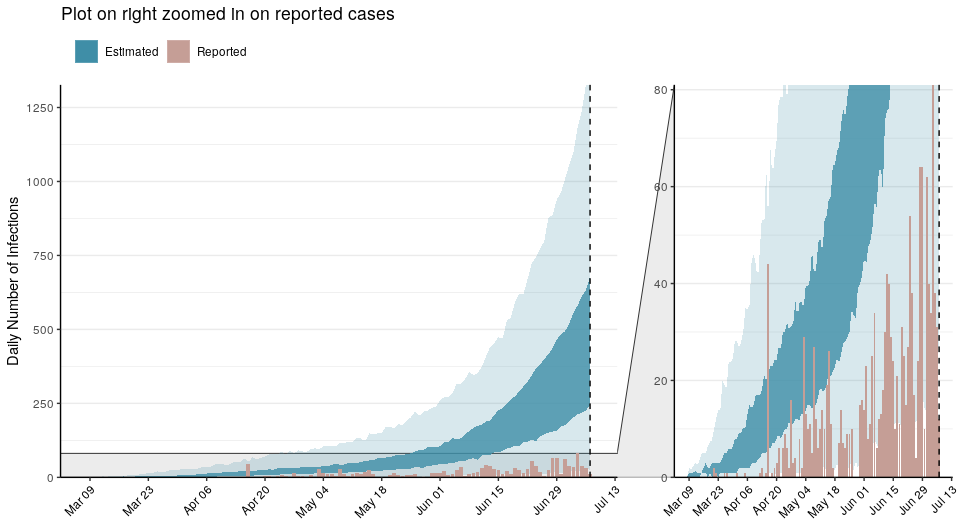 Plot on right zoomed in on reported cases
Estimated Reported
Daily Number of Infections
1250
1000
750
500
250
0
Mar 09 Mar 23 Apr 06 Apr 20 May 04 May 18 Jun 01 Jun 15 Jun 29 Jul 13
80
60
40
20
0
Mar 09 Mar 23 Apr 06 Apr 20 May 04 May 18 Jun 01 Jun 15 Jun 29 Jul 13